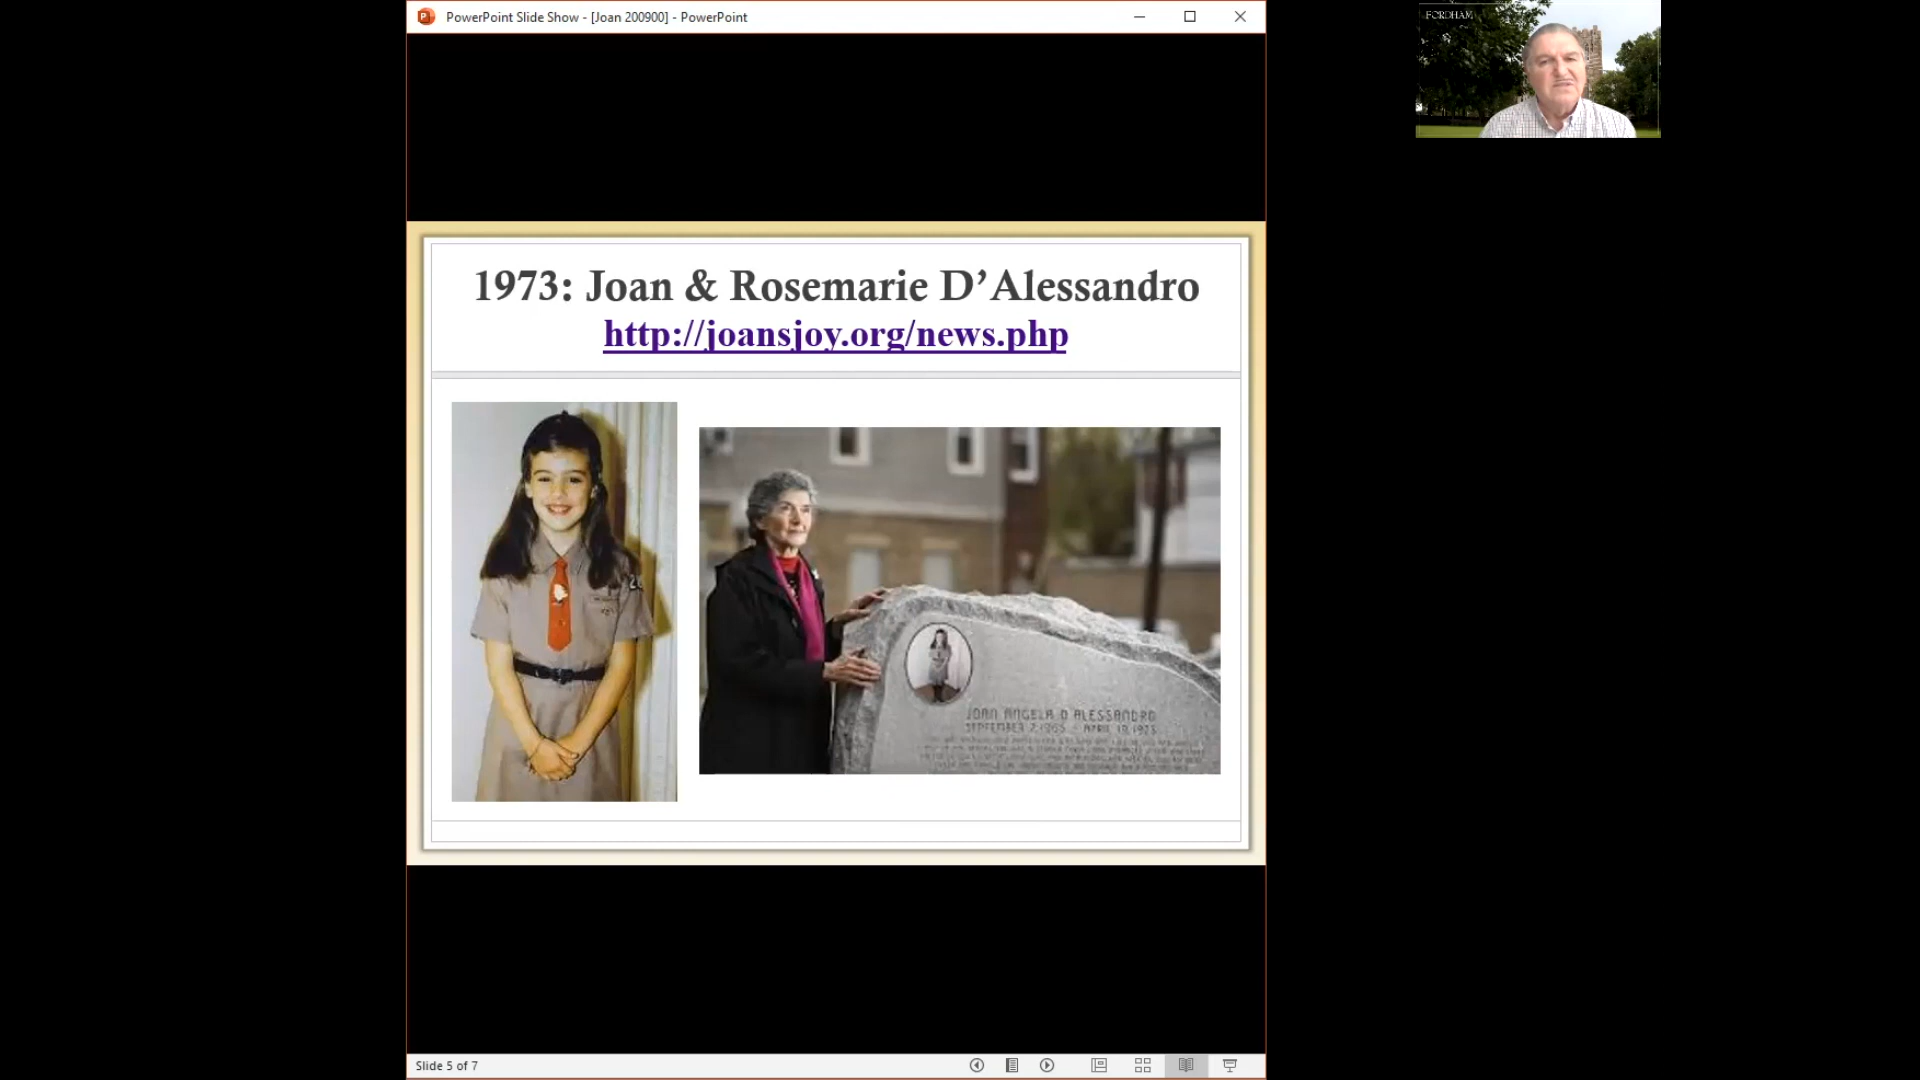 PowerPoint Slide Show - [Joan 200900] - PowerPoint
FORDHAM
1973: Joan & Rosemarie D’Alessandro
http://joansjoy.org/news.php
JOAN ANGELA D ALESSANDRO
SEPTEMBER 7, 1965 - APRIL 19, 1973
Slide 5 of 7